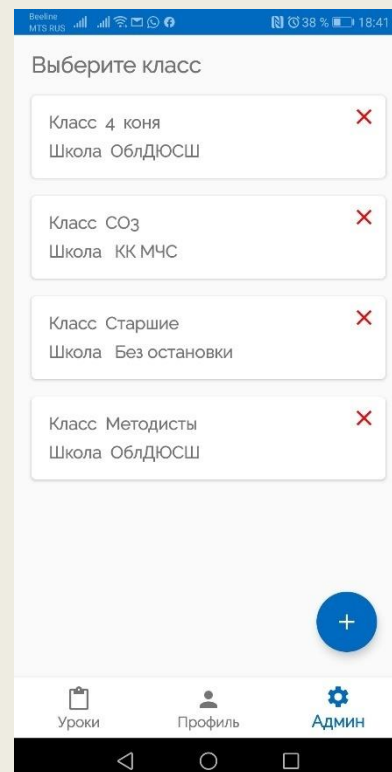 Beeline
MTS RUS
38 % 18:41
Выберите класс
Класс 4 коня
Школа ОблДЮСШ
Класс СО3
Школа КК МЧС
Класс Старшие
Школа Без остановки
Класс Методисты
Школа ОблДЮСШ
+
Уроки Профиль Админ